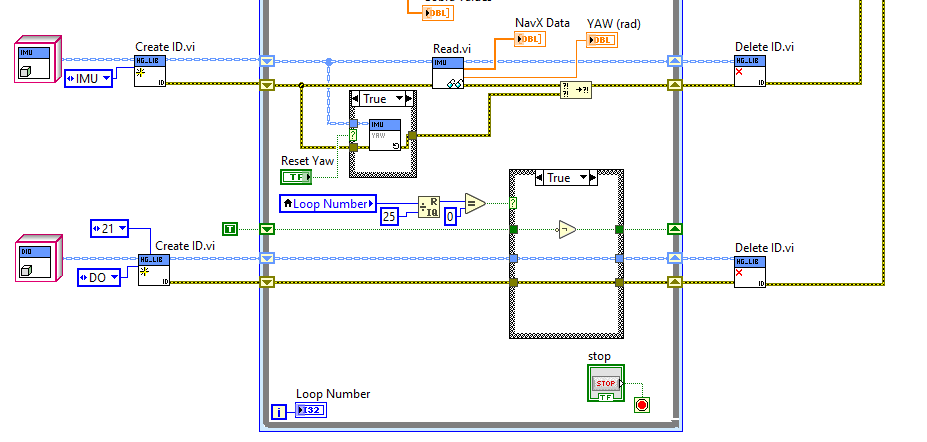 DBL]
NavX Data
YAW (rad)
DBL]
DBL
Create ID.vi
Read.vi
Delete ID.vi
IMU
HG_LIB
IMU
HG_LIB
IMU
ID
ID
True
IMU
YAW
Reset Yaw
TF
True
Loop Number
R
IQ
25
0
=
T
21
Create ID.vi
Delete ID.vi
DIO
HG_LIB
HG_LIB
DO
ID
ID
stop
STOP
TF
Loop Number
i
I32